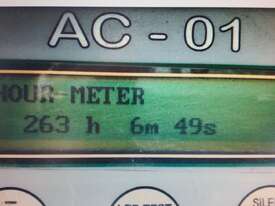 AC - 01
HOUR METER
263 h 6m 49s